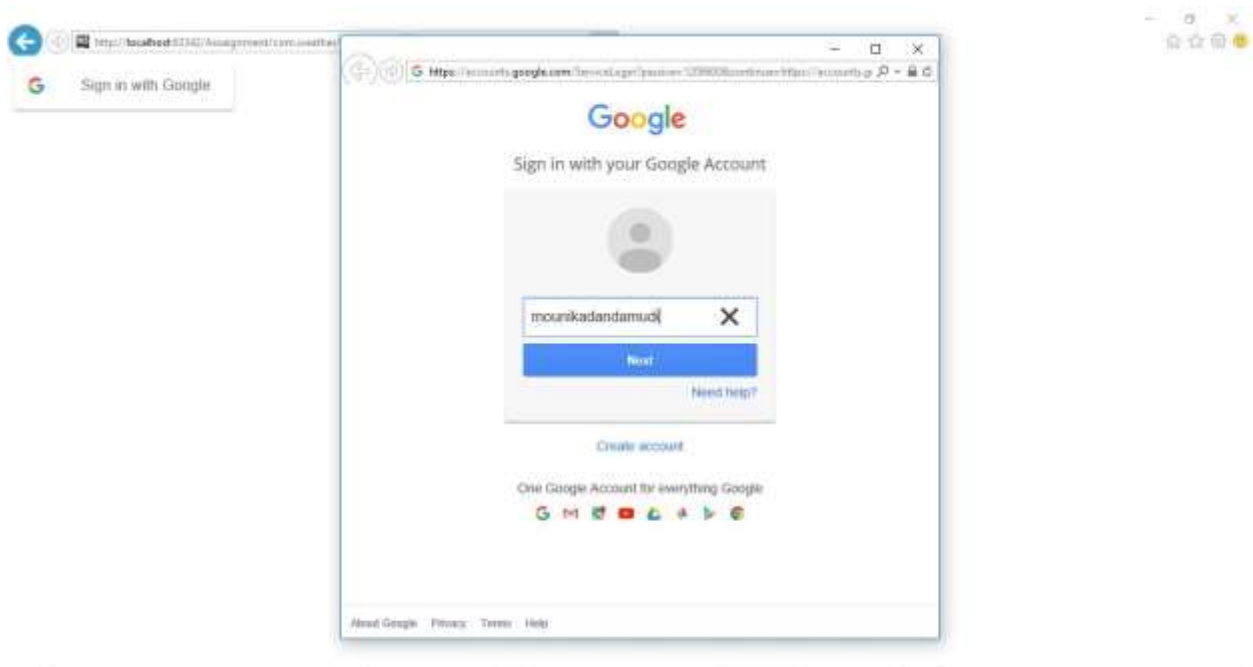 Sign in with Google
Google
Sign in with your Google Account
mounikadandamudi
Next
Need help?
Create account
One Google Account for everything Google
About Google Privacy Terms Help